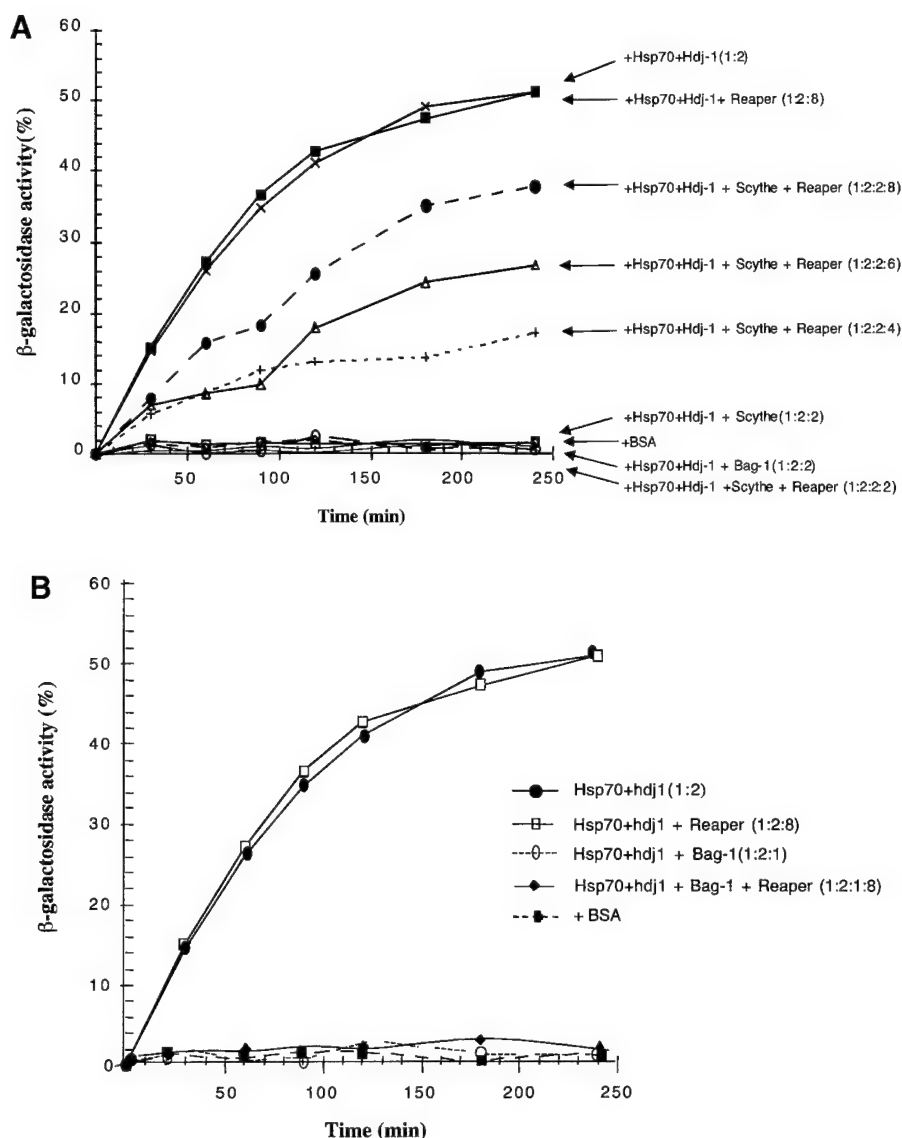 A
60
50
40
30
20
10
0
β-galactosidase activity(%)
50
100
150
200
250
Time (min)
+Hsp70+Hdj-1(1:2)
+Hsp70+Hdj-1+ Reaper (1:2:8)
+Hsp70+Hdj-1 + Scythe + Reaper (1:2:2:8)
+Hsp70+Hdj-1 + Scythe + Reaper (1:2:2:6)
+Hsp70+Hdj-1 + Scythe + Reaper (1:2:2:4)
+Hsp70+Hdj-1 + Scythe(1:2:2)
+BSA
+Hsp70+Hdj-1 + Bag-1(1:2:2)
+Hsp70+Hdj-1 +Scythe + Reaper (1:2:2:2)
B
60
50
40
30
20
10
0
β-galactosidase activity (%)
50
100
150
200
250
Time (min)
Hsp70+hdj1(1:2)
Hsp70+hdj1 + Reaper (1:2:8)
Hsp70+hdj1 + Bag-1(1:2:1)
Hsp70+hdj1 + Bag-1 + Reaper (1:2:1:8)
+ BSA